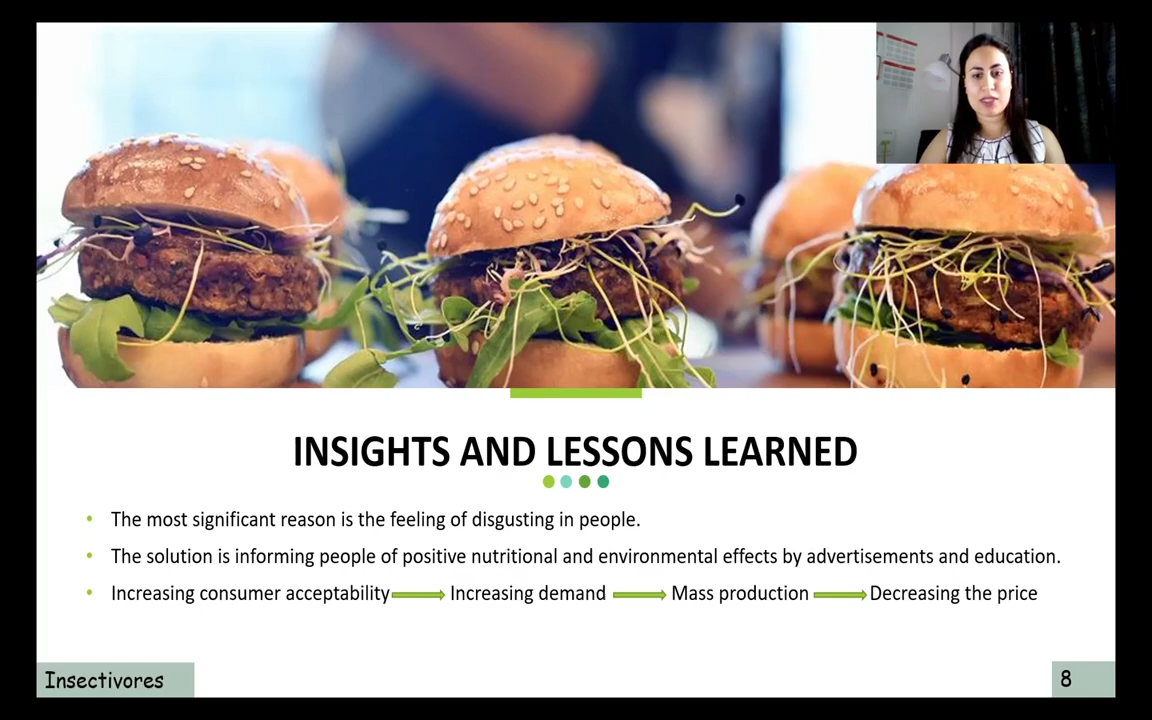 INSIGHTS AND LESSONS LEARNED
The most significant reason is the feeling of disgusting in people.
The solution is informing people of positive nutritional and environmental effects by advertisements and education.
Increasing consumer acceptability Increasing demand Mass production Decreasing the price
Insectivores
8